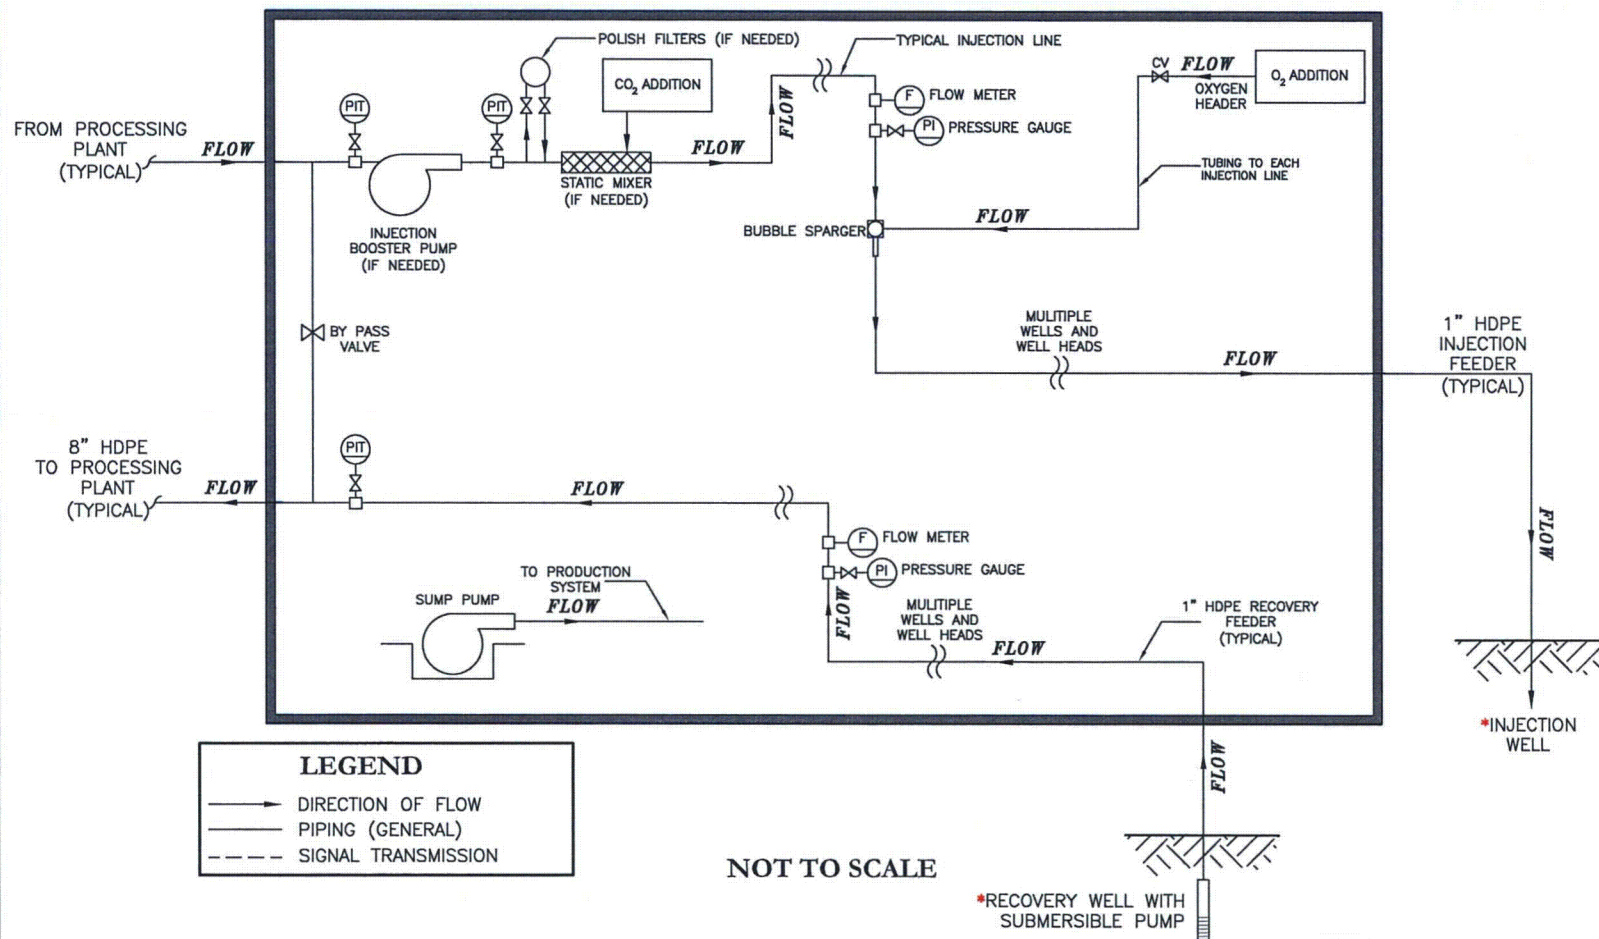 POLISH FILTERS (IF NEEDED)
TYPICAL INJECTION LINE
CO2 ADDITION
CV
FLOW
OXYGEN
HEADER
O2 ADDITION
PIT
PIT
F
FLOW METER
PI
PRESSURE GAUGE
FROM PROCESSING
PLANT
(TYPICAL)
FLOW
FLOW
FLOW
STATIC MIXER
(IF NEEDED)
TUBING TO EACH
INJECTION LINE
INJECTION
BOOSTER PUMP
(IF NEEDED)
BUBBLE SPARGER
FLOW
BY PASS
VALVE
MULITIPLE
WELLS AND
WELL HEADS
FLOW
1" HDPE
INJECTION
FEEDER
(TYPICAL)
8" HDPE
TO PROCESSING
PLANT
(TYPICAL)
FLOW
PIT
FLOW
F
FLOW METER
PI
PRESSURE GAUGE
FLOW
SUMP PUMP
TO PRODUCTION
SYSTEM
FLOW
FLOW
MULITIPLE
WELLS AND
WELL HEADS
FLOW
1" HDPE RECOVERY
FEEDER
(TYPICAL)
*INJECTION
WELL
FLOW
LEGEND
DIRECTION OF FLOW
PIPING (GENERAL)
SIGNAL TRANSMISSION
NOT TO SCALE
*RECOVERY WELL WITH
SUBMERSIBLE PUMP